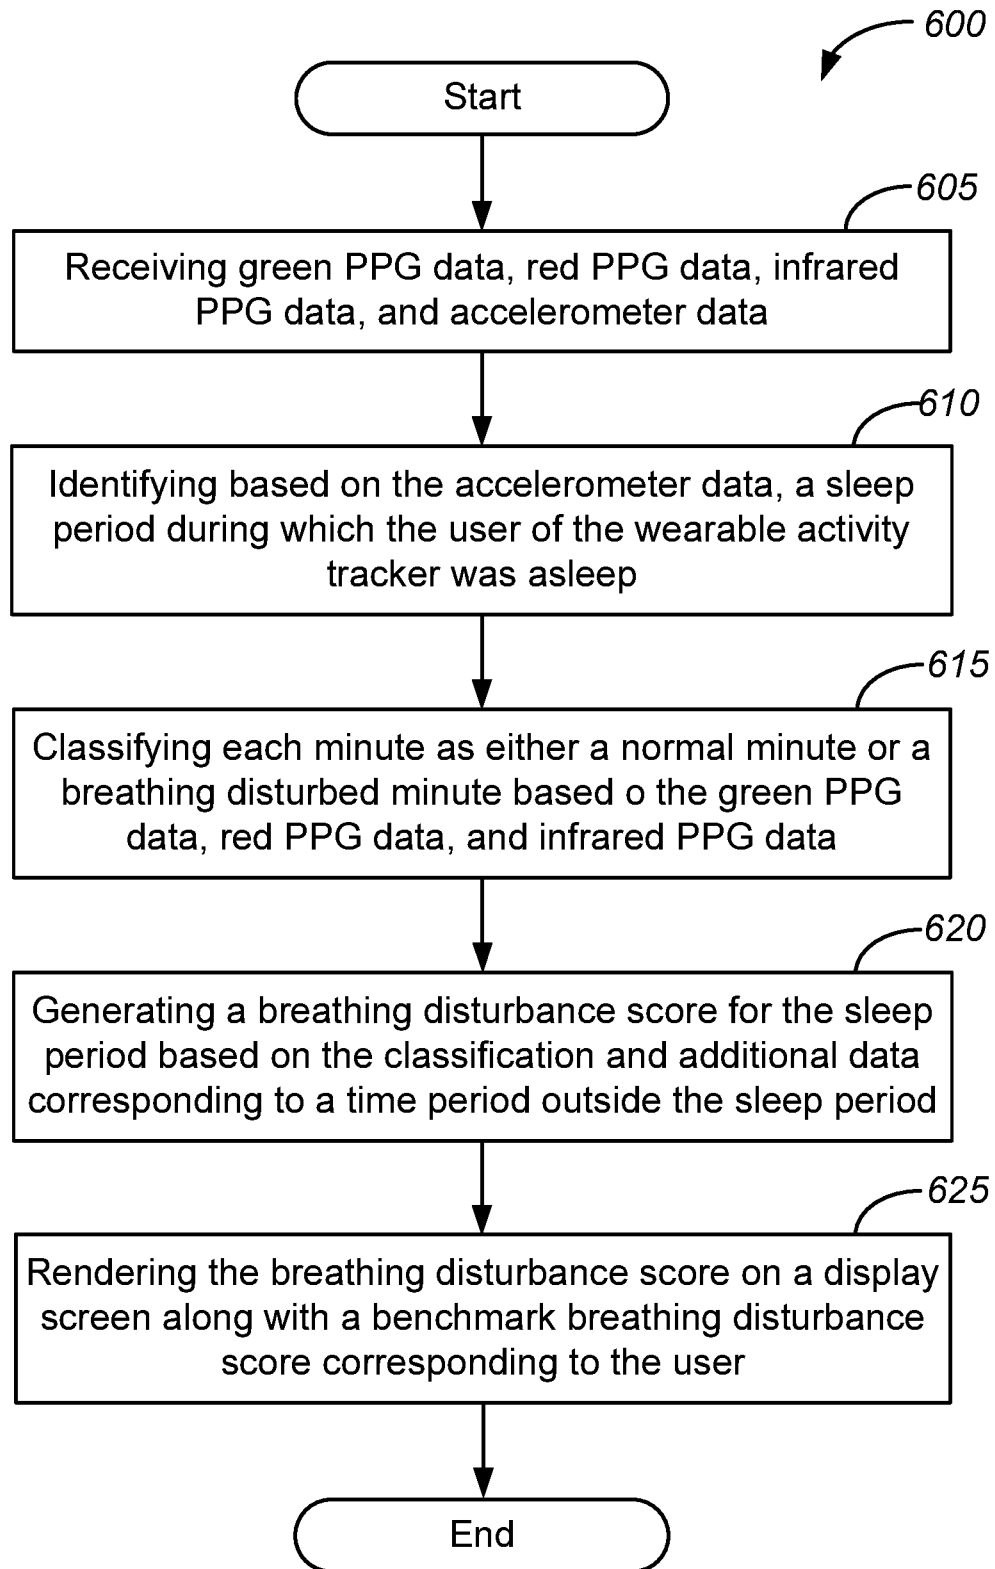 600
Start
605
Receiving green PPG data, red PPG data, infrared
PPG data, and accelerometer data
610
Identifying based on the accelerometer data, a sleep
period during which the user of the wearable activity
tracker was asleep
615
Classifying each minute as either a normal minute or a
breathing disturbed minute based o the green PPG
data, red PPG data, and infrared PPG data
620
Generating a breathing disturbance score for the sleep
period based on the classification and additional data
corresponding to a time period outside the sleep period
625
Rendering the breathing disturbance score on a display
screen along with a benchmark breathing disturbance
score corresponding to the user
End